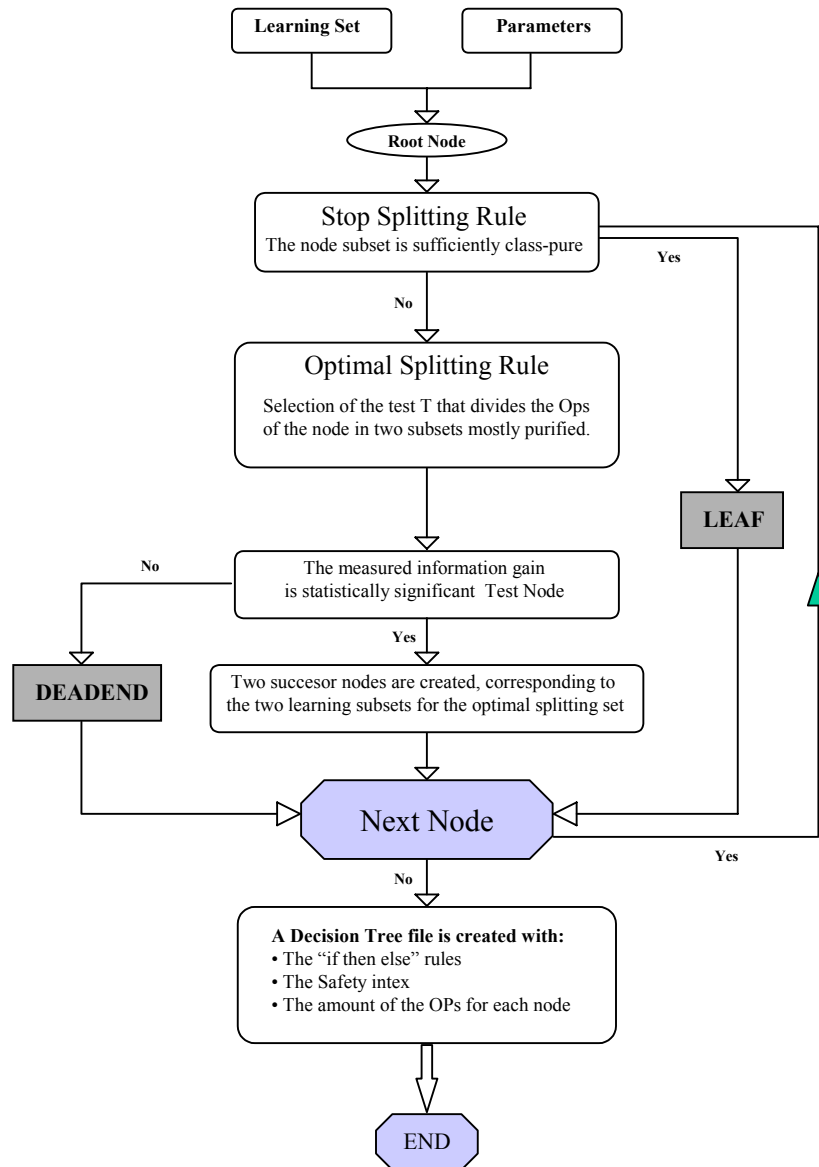 Learning Set
Parameters
Root Node
Stop Splitting Rule
The node subset is sufficiently class-pure
Yes
No
Optimal Splitting Rule
Selection of the test T that divides the Ops
of the node in two subsets mostly purified.
LEAF
No
The measured information gain
is statistically significant Test Node
Yes
DEADEND
Two succesor nodes are created, corresponding to
the two learning subsets for the optimal splitting set
Next Node
Yes
No
A Decision Tree file is created with:
• The “if then else” rules
• The Safety intex
• The amount of the OPs for each node
END